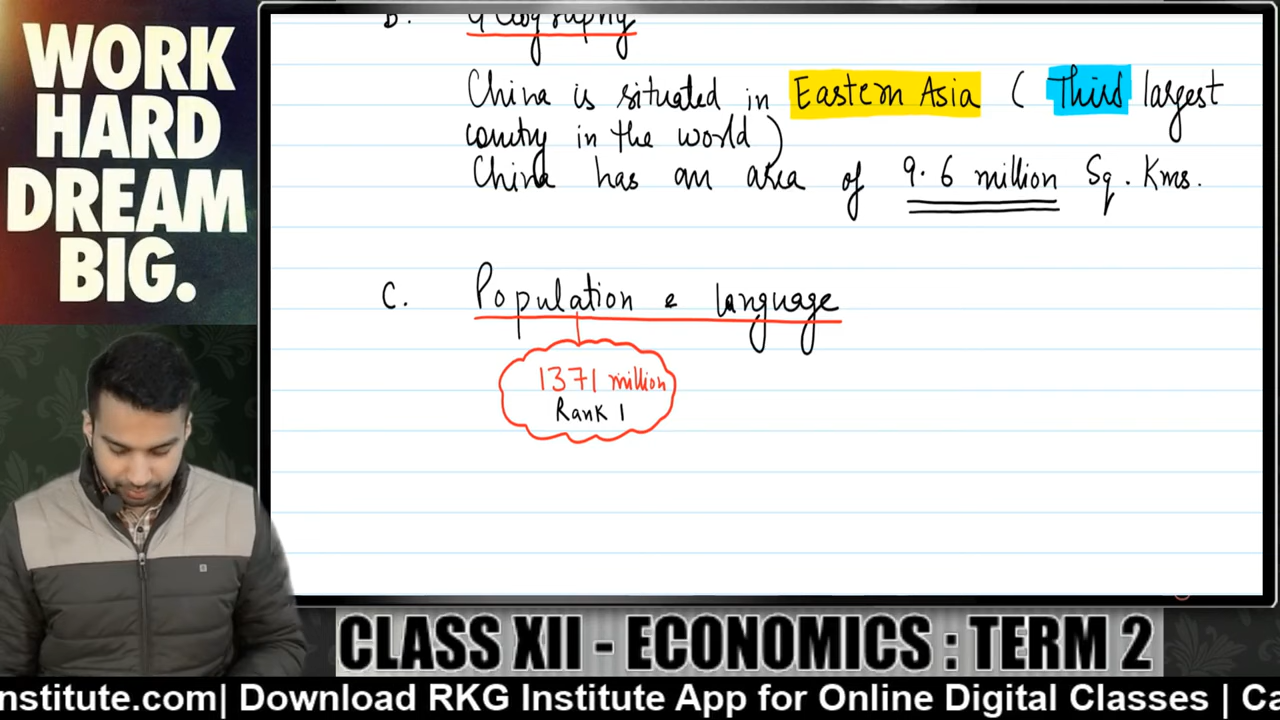 WORK
HARD
DREAM
BIG.
B. Geography
China is situated in Eastern Asia ( Third largest
country in the world )
China has an area of 9.6 million Sq. Kms.
C. Population & language
1371 million
Rank 1
CLASS XII - ECONOMICS : TERM 2
nstitute.com| Download RKG Institute App for Online Digital Classes | Ca